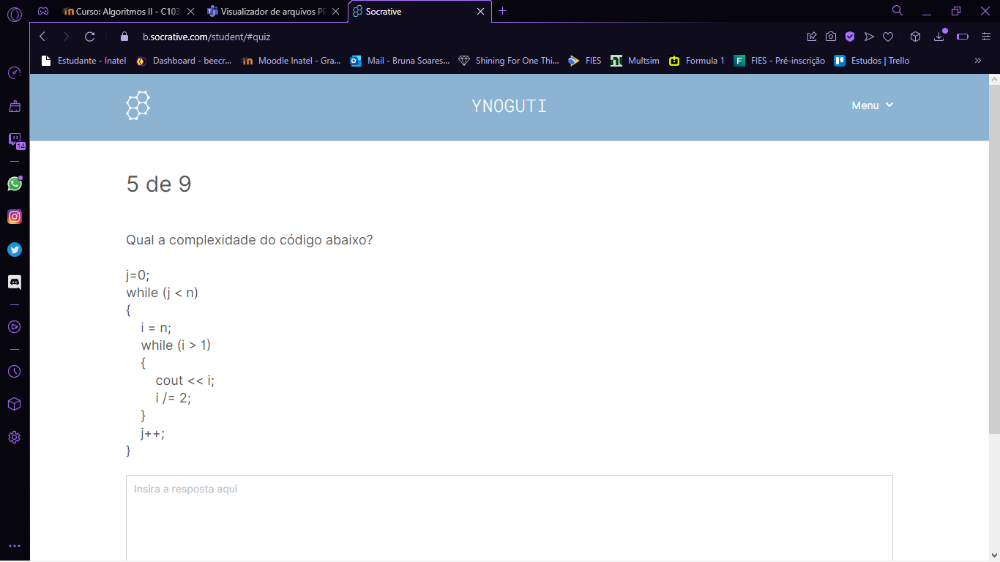 Curso: Algoritmos II - C103
Visualizador de arquivos PF
Socrative
b.socrative.com/student/#quiz
Estudante - Inatel
Dashboard - beecr...
Moodle Inatel - Gra...
Mail - Bruna Soares...
Shining For One Thi...
FIES
Multsim
Formula 1
FIES - Pré-inscrição
Estudos | Trello
14
YNOGUTI
Menu
5 de 9
Qual a complexidade do código abaixo?
j=0;
while (j < n)
{
i = n;
while (i > 1)
{
cout << i;
i /= 2;
}
j++;
}
Insira a resposta aqui